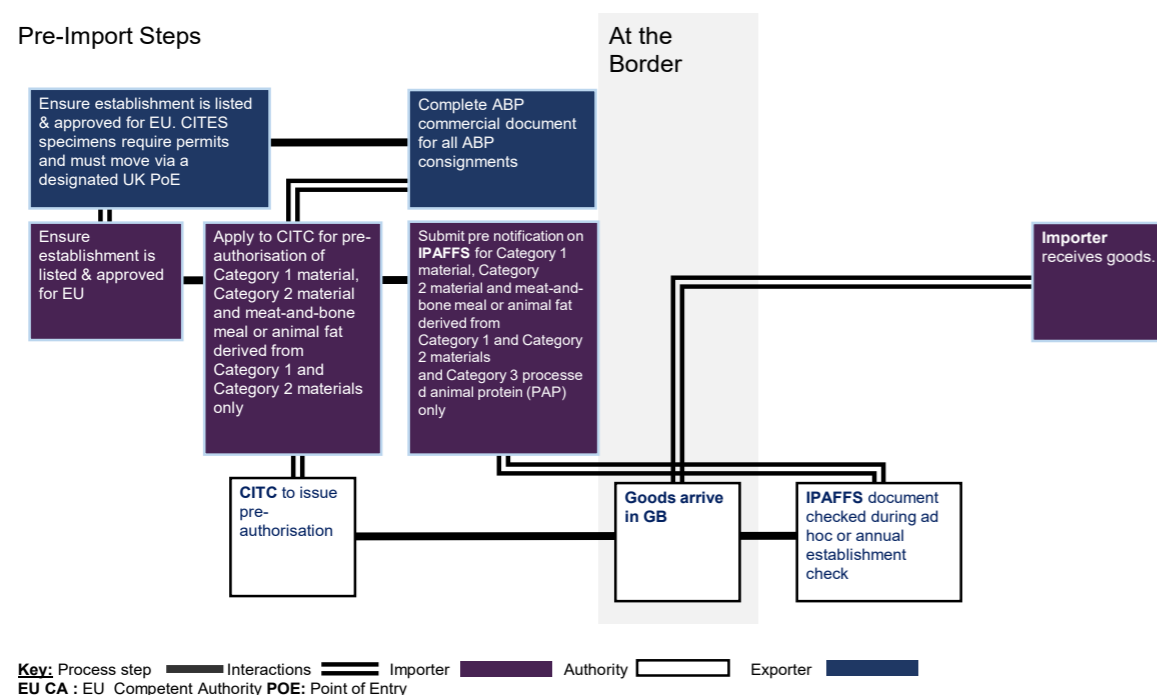 Pre-Import Steps
At the
Border
Ensure establishment is listed
& approved for EU. CITES
specimens require permits
and must move via a
designated UK PoE
Complete ABP
commercial document
for all ABP
consignments
Ensure
establishment is
listed & approved
for EU
Apply to CITC for pre-
authorisation of
Category 1 material,
Category 2 material
and meat-and-bone
meal or animal fat
derived from
Category 1 and
Category 2 materials
only
Submit pre notification on
IPAFFS for Category 1
material, Category
2 material and meat-and-
bone meal or animal fat
derived from
Category 1 and Category
2 materials
and Category 3 processe
d animal protein (PAP)
only
Importer
receives goods.
CITC to issue
pre-
authorisation
Goods arrive
in GB
IPAFFS document
checked during ad
hoc or annual
establishment
check
Key: Process step Interactions Importer Authority Exporter
EU CA : EU Competent Authority POE: Point of Entry